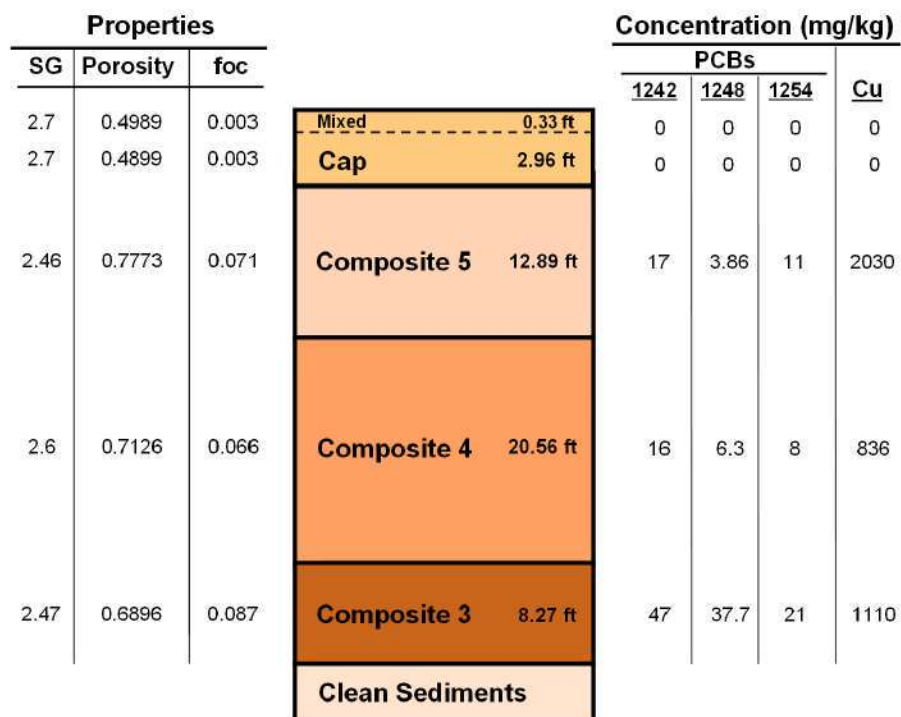 Properties Concentration (mg/kg)
SG Porosity foc PCBs
1242 1248 1254 Cu
2.7 0.4989 0.003 Mixed 0.33 ft 0 0 0 0
2.7 0.4899 0.003 Cap 2.96 ft 0 0 0 0
2.46 0.7773 0.071 Composite 5 12.89 ft 17 3.86 11 2030
2.6 0.7126 0.066 Composite 4 20.56 ft 16 6.3 8 836
2.47 0.6896 0.087 Composite 3 8.27 ft 47 37.7 21 1110
Clean Sediments